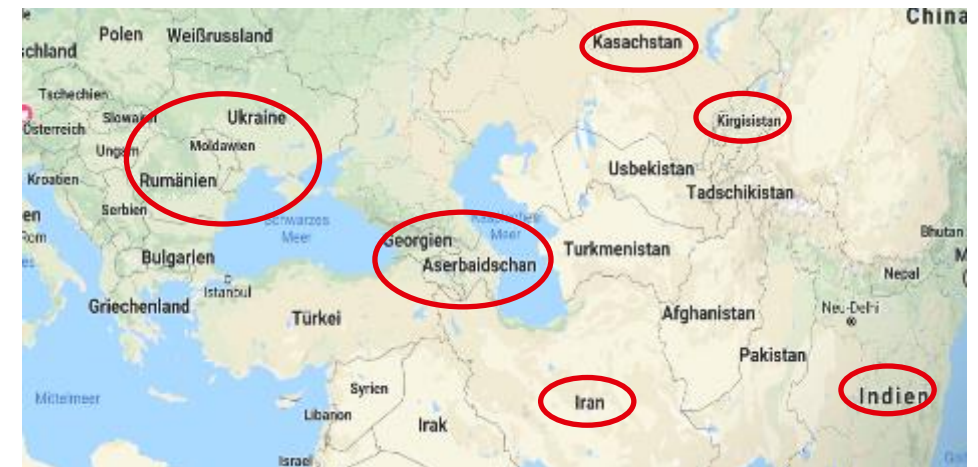 China
Polen
Weißrussland
schland
Kasachstan
Tschechien
Slowakei
Ukraine
Kirgisistan
Österreich
Ungarn
Moldawien
Usbekistan
Kroatien
Rumänien
Tadschikistan
en
Serbien
Rom
Schwarzes
Meer
Kaspisches
Meer
Georgien
Bhutan
Bulgarien
Aserbaidschan
Turkmenistan
M
Nepal
Istanbul
Griechenland
Türkei
Afghanistan
Neu-Delhi
Pakistan
Syrien
Mittelmeer
Iran
Indien
Libanon
Irak
Israel